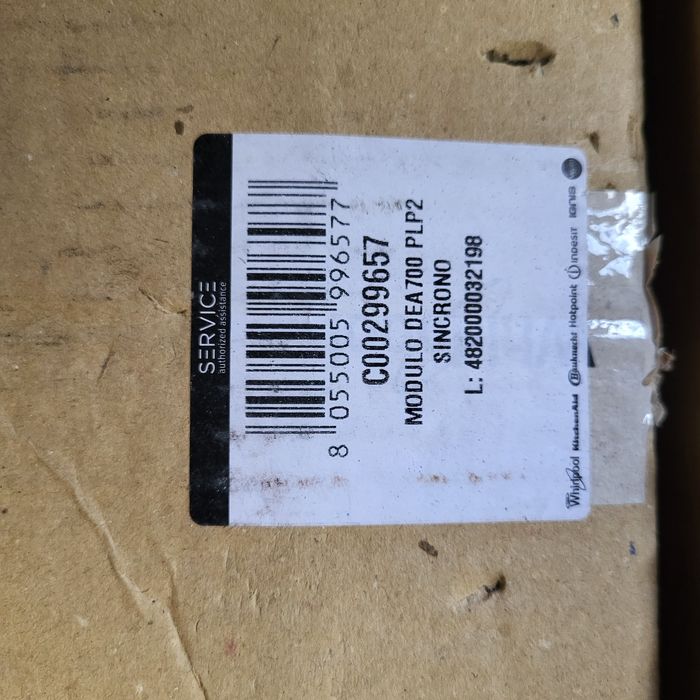 SERVICE
authorized assistance
8 055005 996577
C00299657
MODULO DEA700 PLP2
SINCRONO
L: 482000032198
Whirlpool KitchenAid Bauknecht Hotpoint INDESIT IGNIS